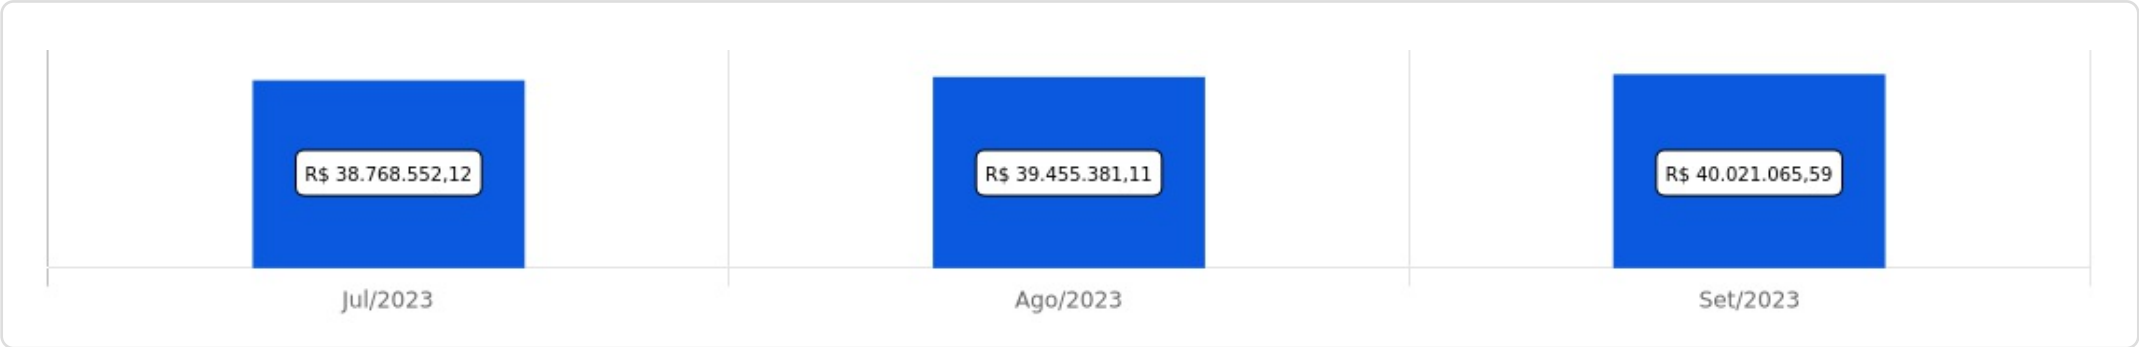 R$ 38.768.552,12
R$ 39.455.381,11
R$ 40.021.065,59
Jul/2023
Ago/2023
Set/2023